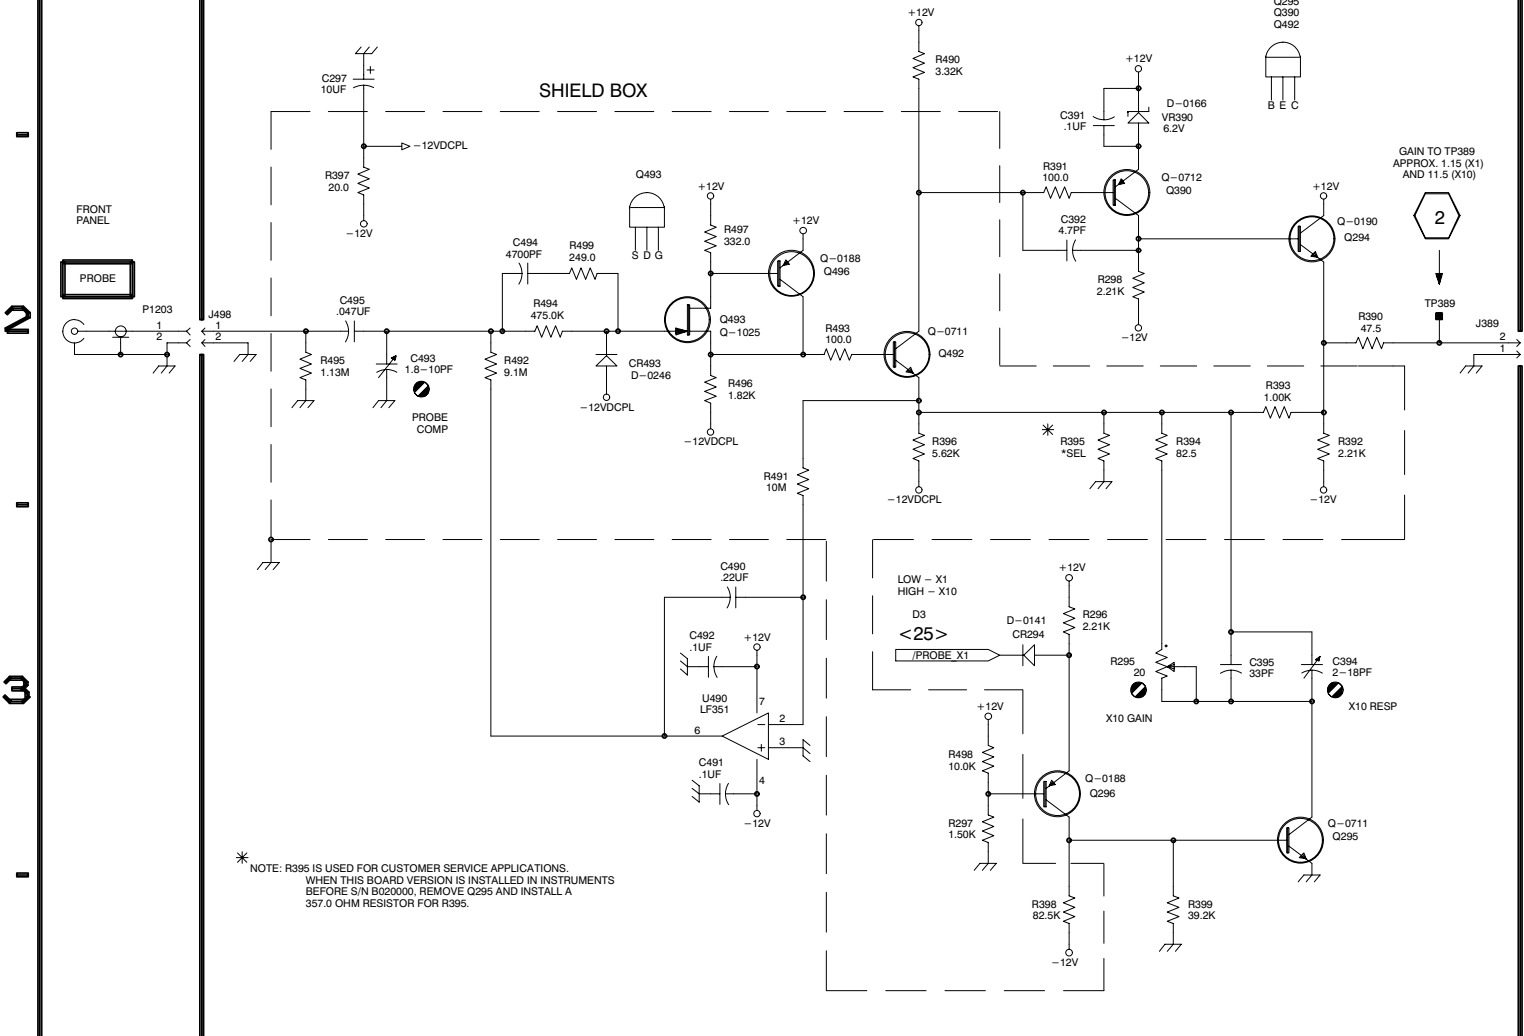 +12V
Q295
Q390
Q492
R490
3.32K
C297
10UF
+
SHIELD BOX
+12V
C391
.1UF
D-0166
VR390
6.2V
B E C
-12VDCPL
R397
20.0
-12V
GAIN TO TP389
APPROX. 1.15 (X1)
AND 11.5 (X10)
2
Q493
S D G
+12V
R391
100.0
Q-0712
Q390
+12V
FRONT
PANEL
C494
4700PF
R499
249.0
R497
332.0
+12V
C392
4.7PF
Q-0190
Q294
Q-0188
Q496
PROBE
R298
2.21K
P1203
J498
C495
.047UF
R494
475.0K
TP389
2
1
2
1
2
Q493
Q-1025
R493
100.0
Q-0711
Q492
-12V
R390
47.5
J389
2
1
R495
1.13M
C493
1.8-10PF
R492
9.1M
CR493
D-0246
R496
1.82K
R393
1.00K
-12VDCPL
PROBE
COMP
-12VDCPL
R396
5.62K
R395
*SEL
R394
82.5
R392
2.21K
R491
10M
-12VDCPL
-12V
C490
.22UF
+12V
LOW - X1
HIGH - X10
D3
<25>
/PROBE_X1
D-0141
CR294
R296
2.21K
C492
.1UF
+12V
R295
20
C395
33PF
C394
2-18PF
3
U490
LF351
7
2
6
3
-
+
X10 GAIN
X10 RESP
+12V
R498
10.0K
C491
.1UF
4
-12V
Q-0188
Q296
R297
1.50K
Q-0711
Q295
NOTE: R395 IS USED FOR CUSTOMER SERVICE APPLICATIONS.
WHEN THIS BOARD VERSION IS INSTALLED IN INSTRUMENTS
BEFORE S/N B020000, REMOVE Q295 AND INSTALL A
357.0 OHM RESISTOR FOR R395.
R398
82.5K
R399
39.2K
-12V